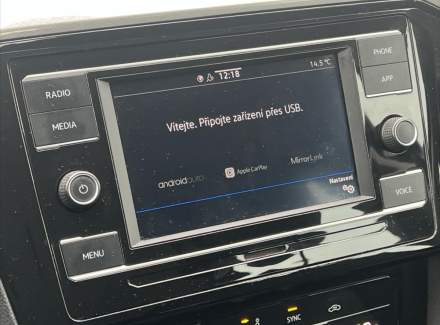 RADIO
MEDIA
MENU
12:18
14.5 °C
Vítejte. Připojte zařízení přes USB.
androidauto
Apple CarPlay
MirrorLink
Nastavení
PHONE
APP
VOICE
SYNC